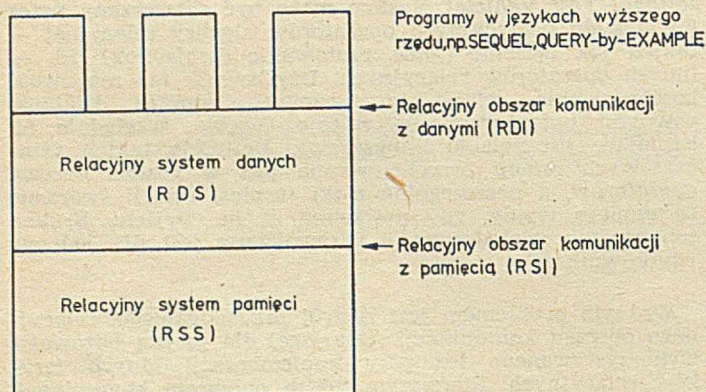 Programy w językach wyższego
rzędu,np.SEQUEL,QUERY-by-EXAMPLE
Relacyjny obszar komunikacji
z danymi (RDI)
Relacyjny system danych
(RDS)
Relacyjny obszar komunikacji
z pamięcią (RSI)
Relacyjny system pamięci
(RSS)